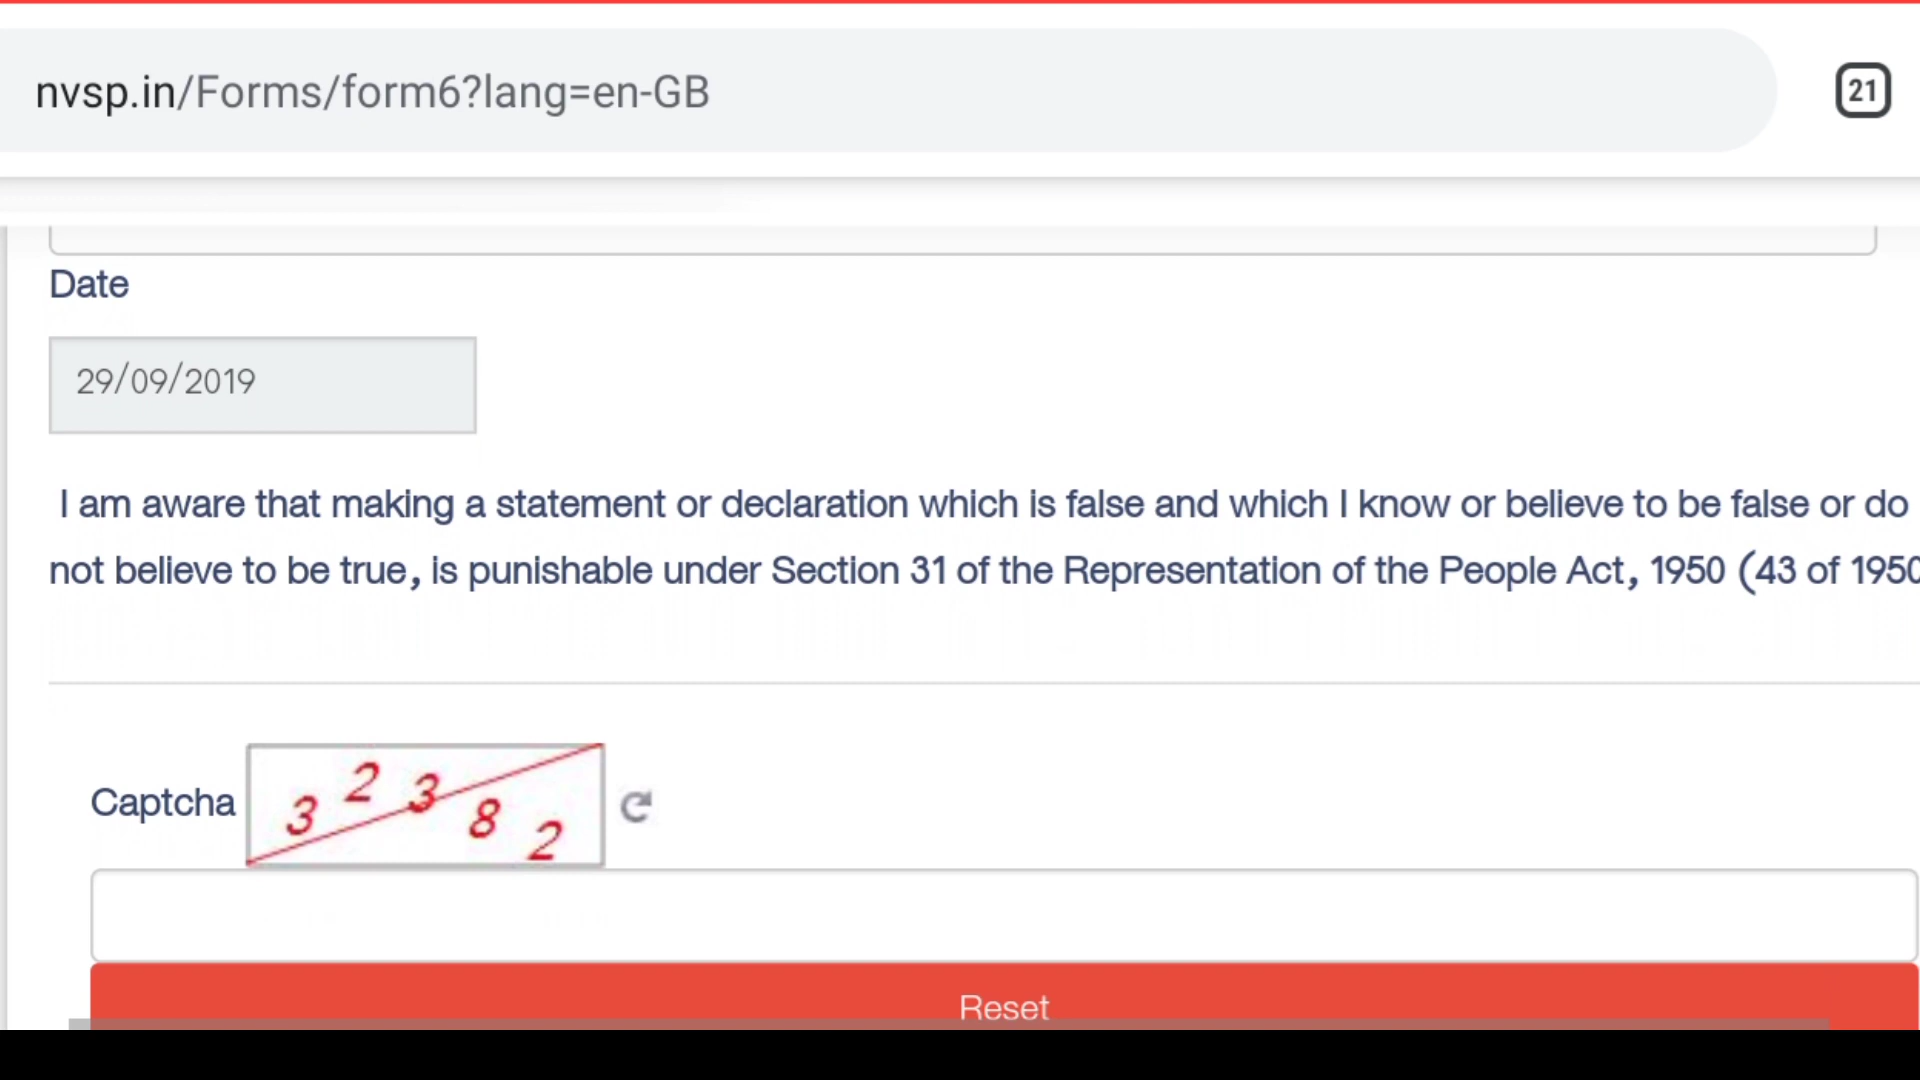 nvsp.in/Forms/form6?lang=en-GB
21
Date
29/09/2019
I am aware that making a statement or declaration which is false and which I know or believe to be false or do
not believe to be true, is punishable under Section 31 of the Representation of the People Act, 1950 (43 of 1950
Captcha
3 2 3 8 2
Reset